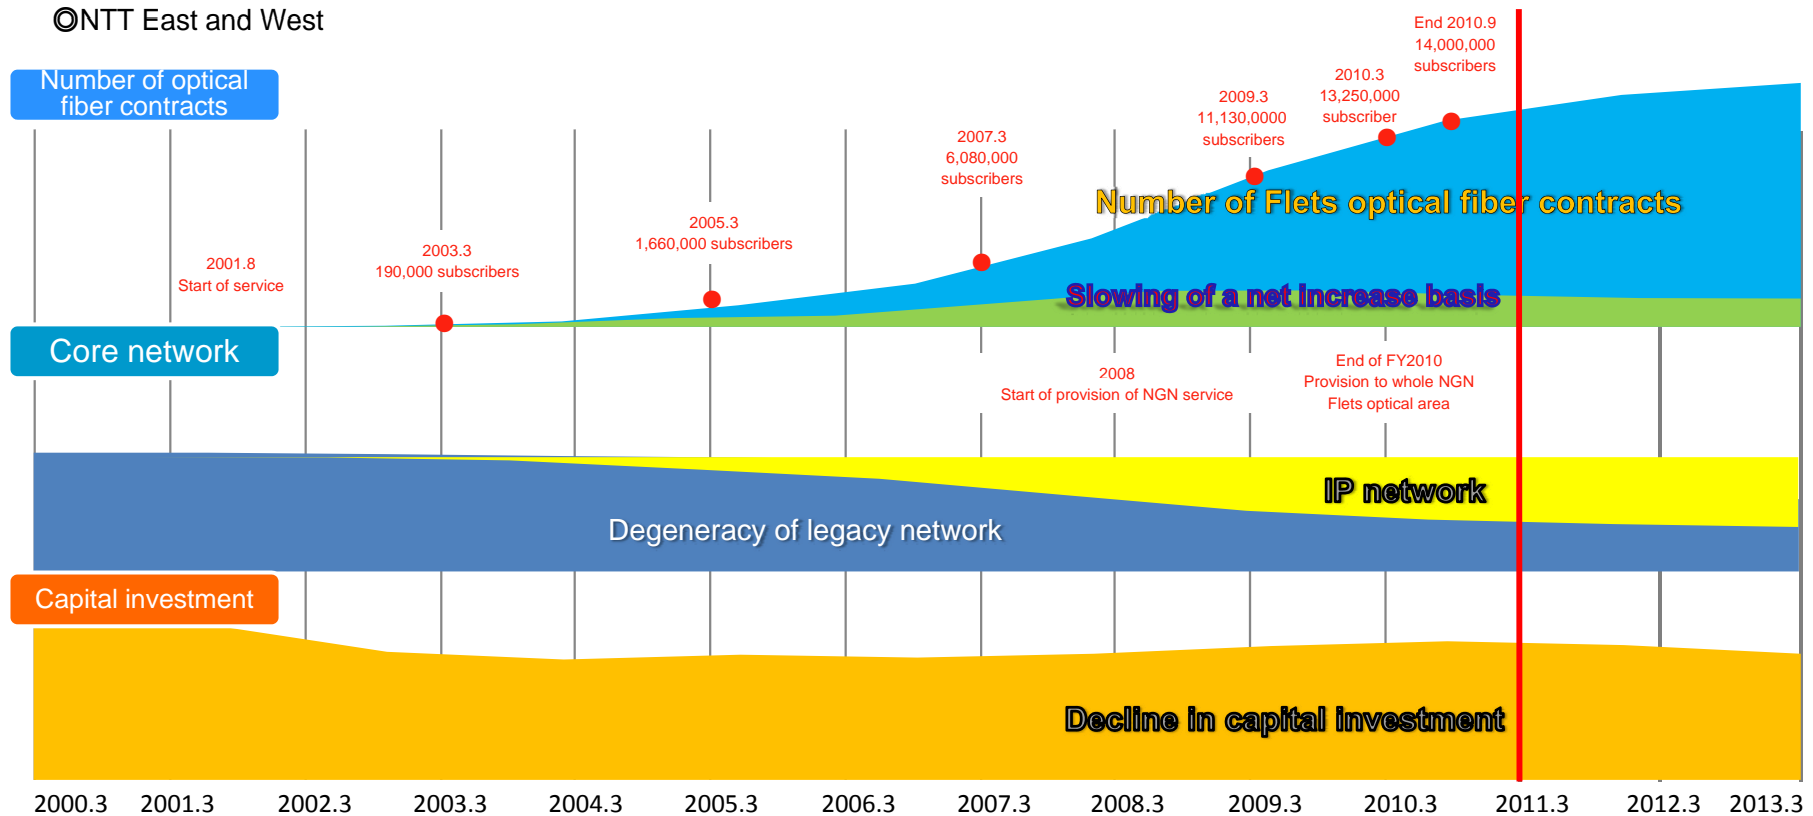 ◎NTT East and West
Number of optical
fiber contracts
End 2010.9
14,000,000
subscribers
2010.3
13,250,000
subscriber
2009.3
11,130,0000
subscribers
2007.3
6,080,000
subscribers
2005.3
1,660,000 subscribers
2003.3
190,000 subscribers
2001.8
Start of service
Number of Flets optical fiber contracts
Slowing of a net increase basis
Core network
2008
Start of provision of NGN service
End of FY2010
Provision to whole NGN
Flets optical area
IP network
Degeneracy of legacy network
Capital investment
Decline in capital investment
2000.3 2001.3 2002.3 2003.3 2004.3 2005.3 2006.3 2007.3 2008.3 2009.3 2010.3 2011.3 2012.3 2013.3